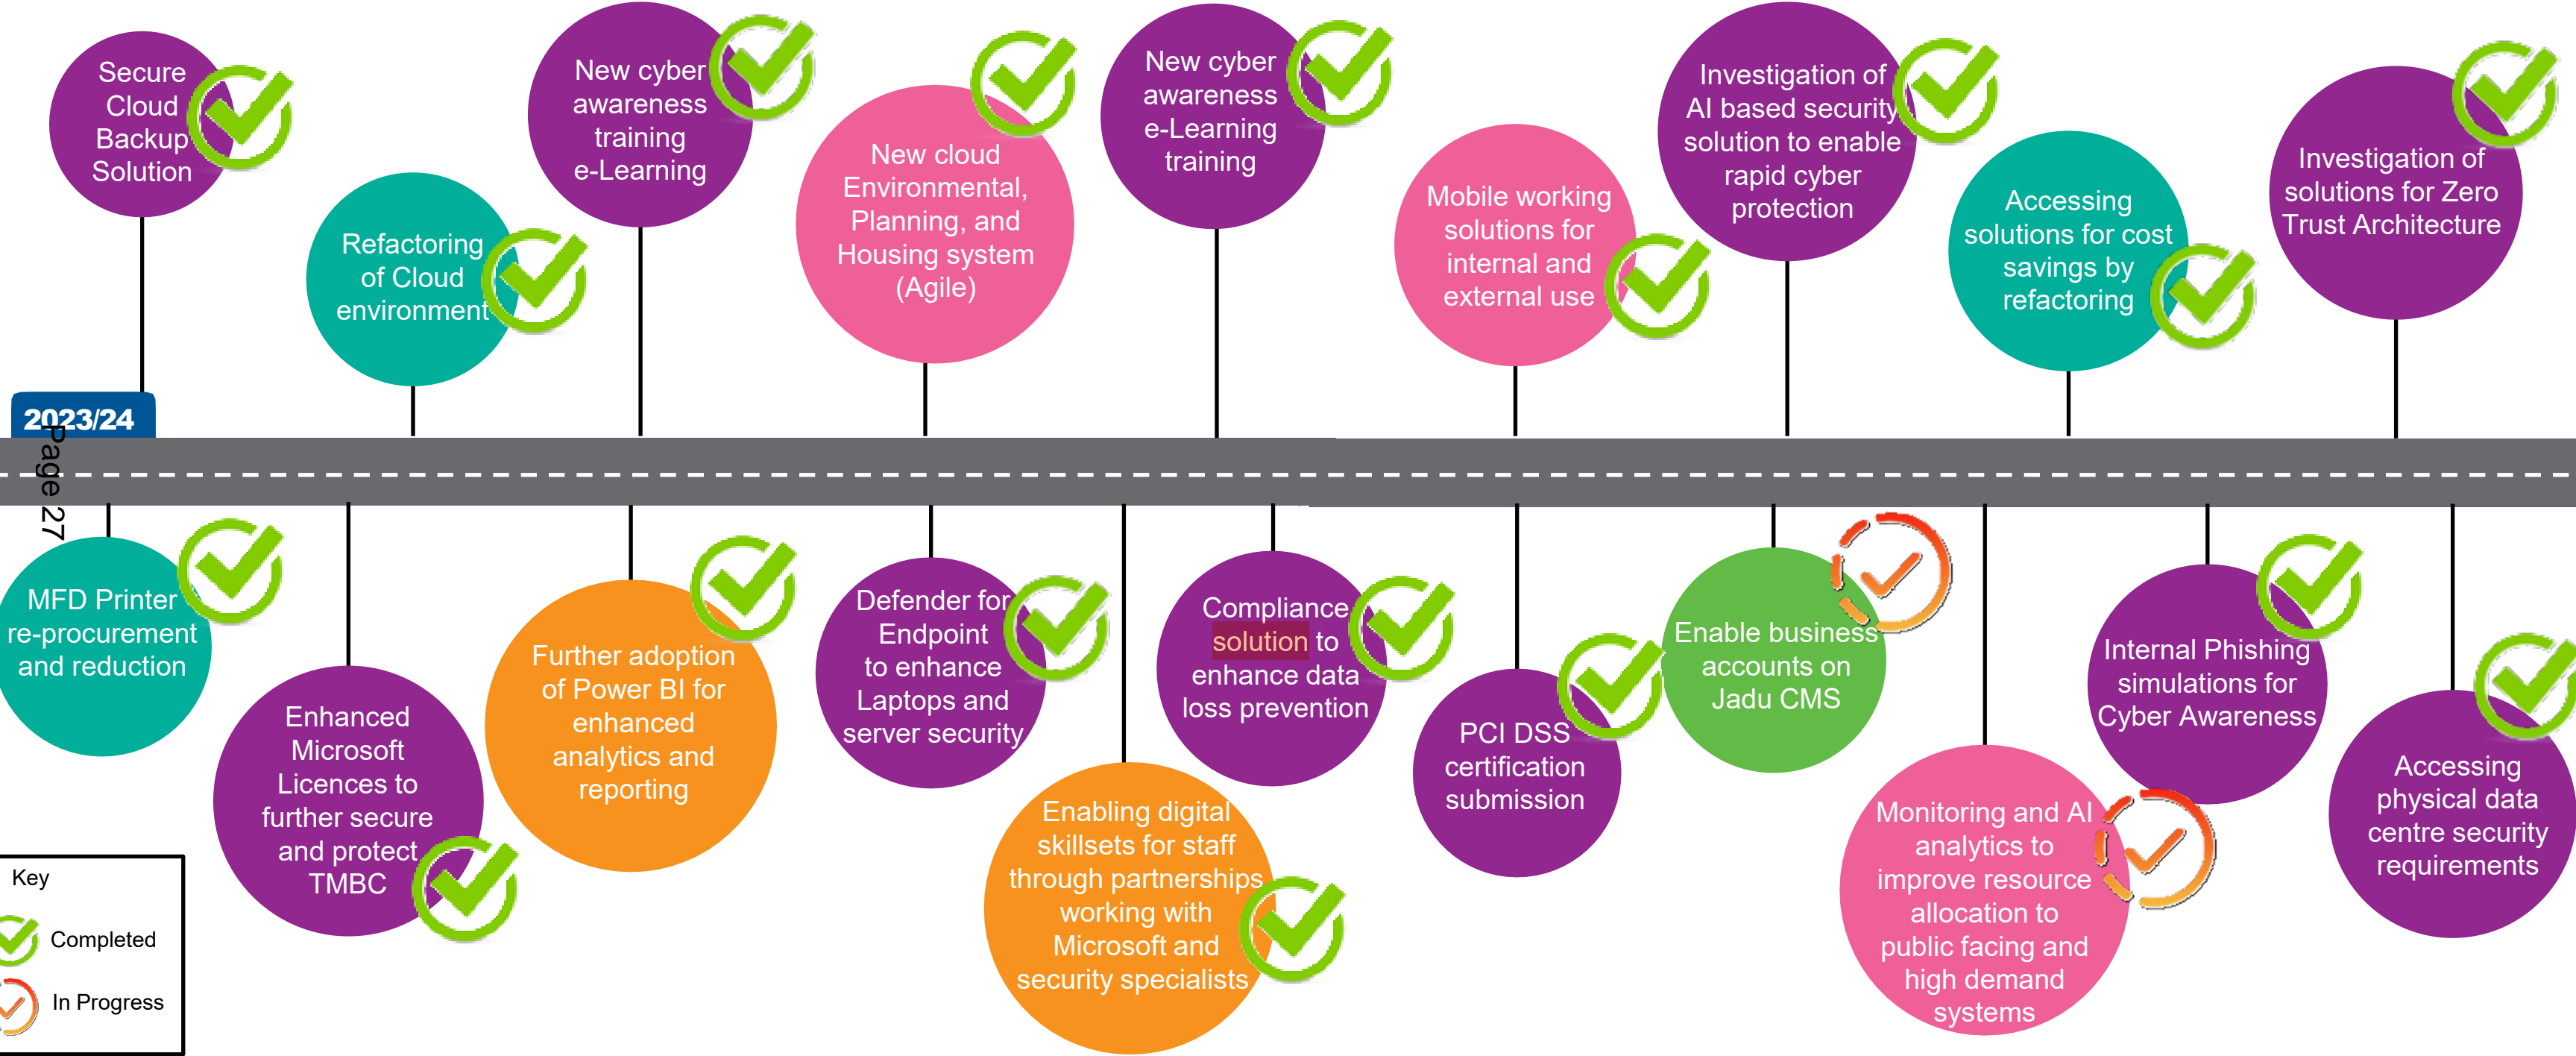 Secure
Cloud
Backup
Solution
Refactoring
of Cloud
environment
New cyber
awareness
training
e-Learning
New cloud
Environmental,
Planning, and
Housing system
(Agile)
New cyber
awareness
e-Learning
training
Mobile working
solutions for
internal and
external use
Investigation of
AI based security
solution to enable
rapid cyber
protection
Accessing
solutions for cost
savings by
refactoring
Investigation of
solutions for Zero
Trust Architecture
2023/24
Page 27
MFD Printer
re-procurement
and reduction
Enhanced
Microsoft
Licences to
further secure
and protect
TMBC
Further adoption
of Power BI for
enhanced
analytics and
reporting
Defender for
Endpoint
to enhance
Laptops and
server security
Enabling digital
skillsets for staff
through partnerships
working with
Microsoft and
security specialists
Compliance
solution to
enhance data
loss prevention
PCI DSS
certification
submission
Enable business
accounts on
Jadu CMS
Monitoring and AI
analytics to
improve resource
allocation to
public facing and
high demand
systems
Internal Phishing
simulations for
Cyber Awareness
Accessing
physical data
centre security
requirements
Key
Completed
In Progress